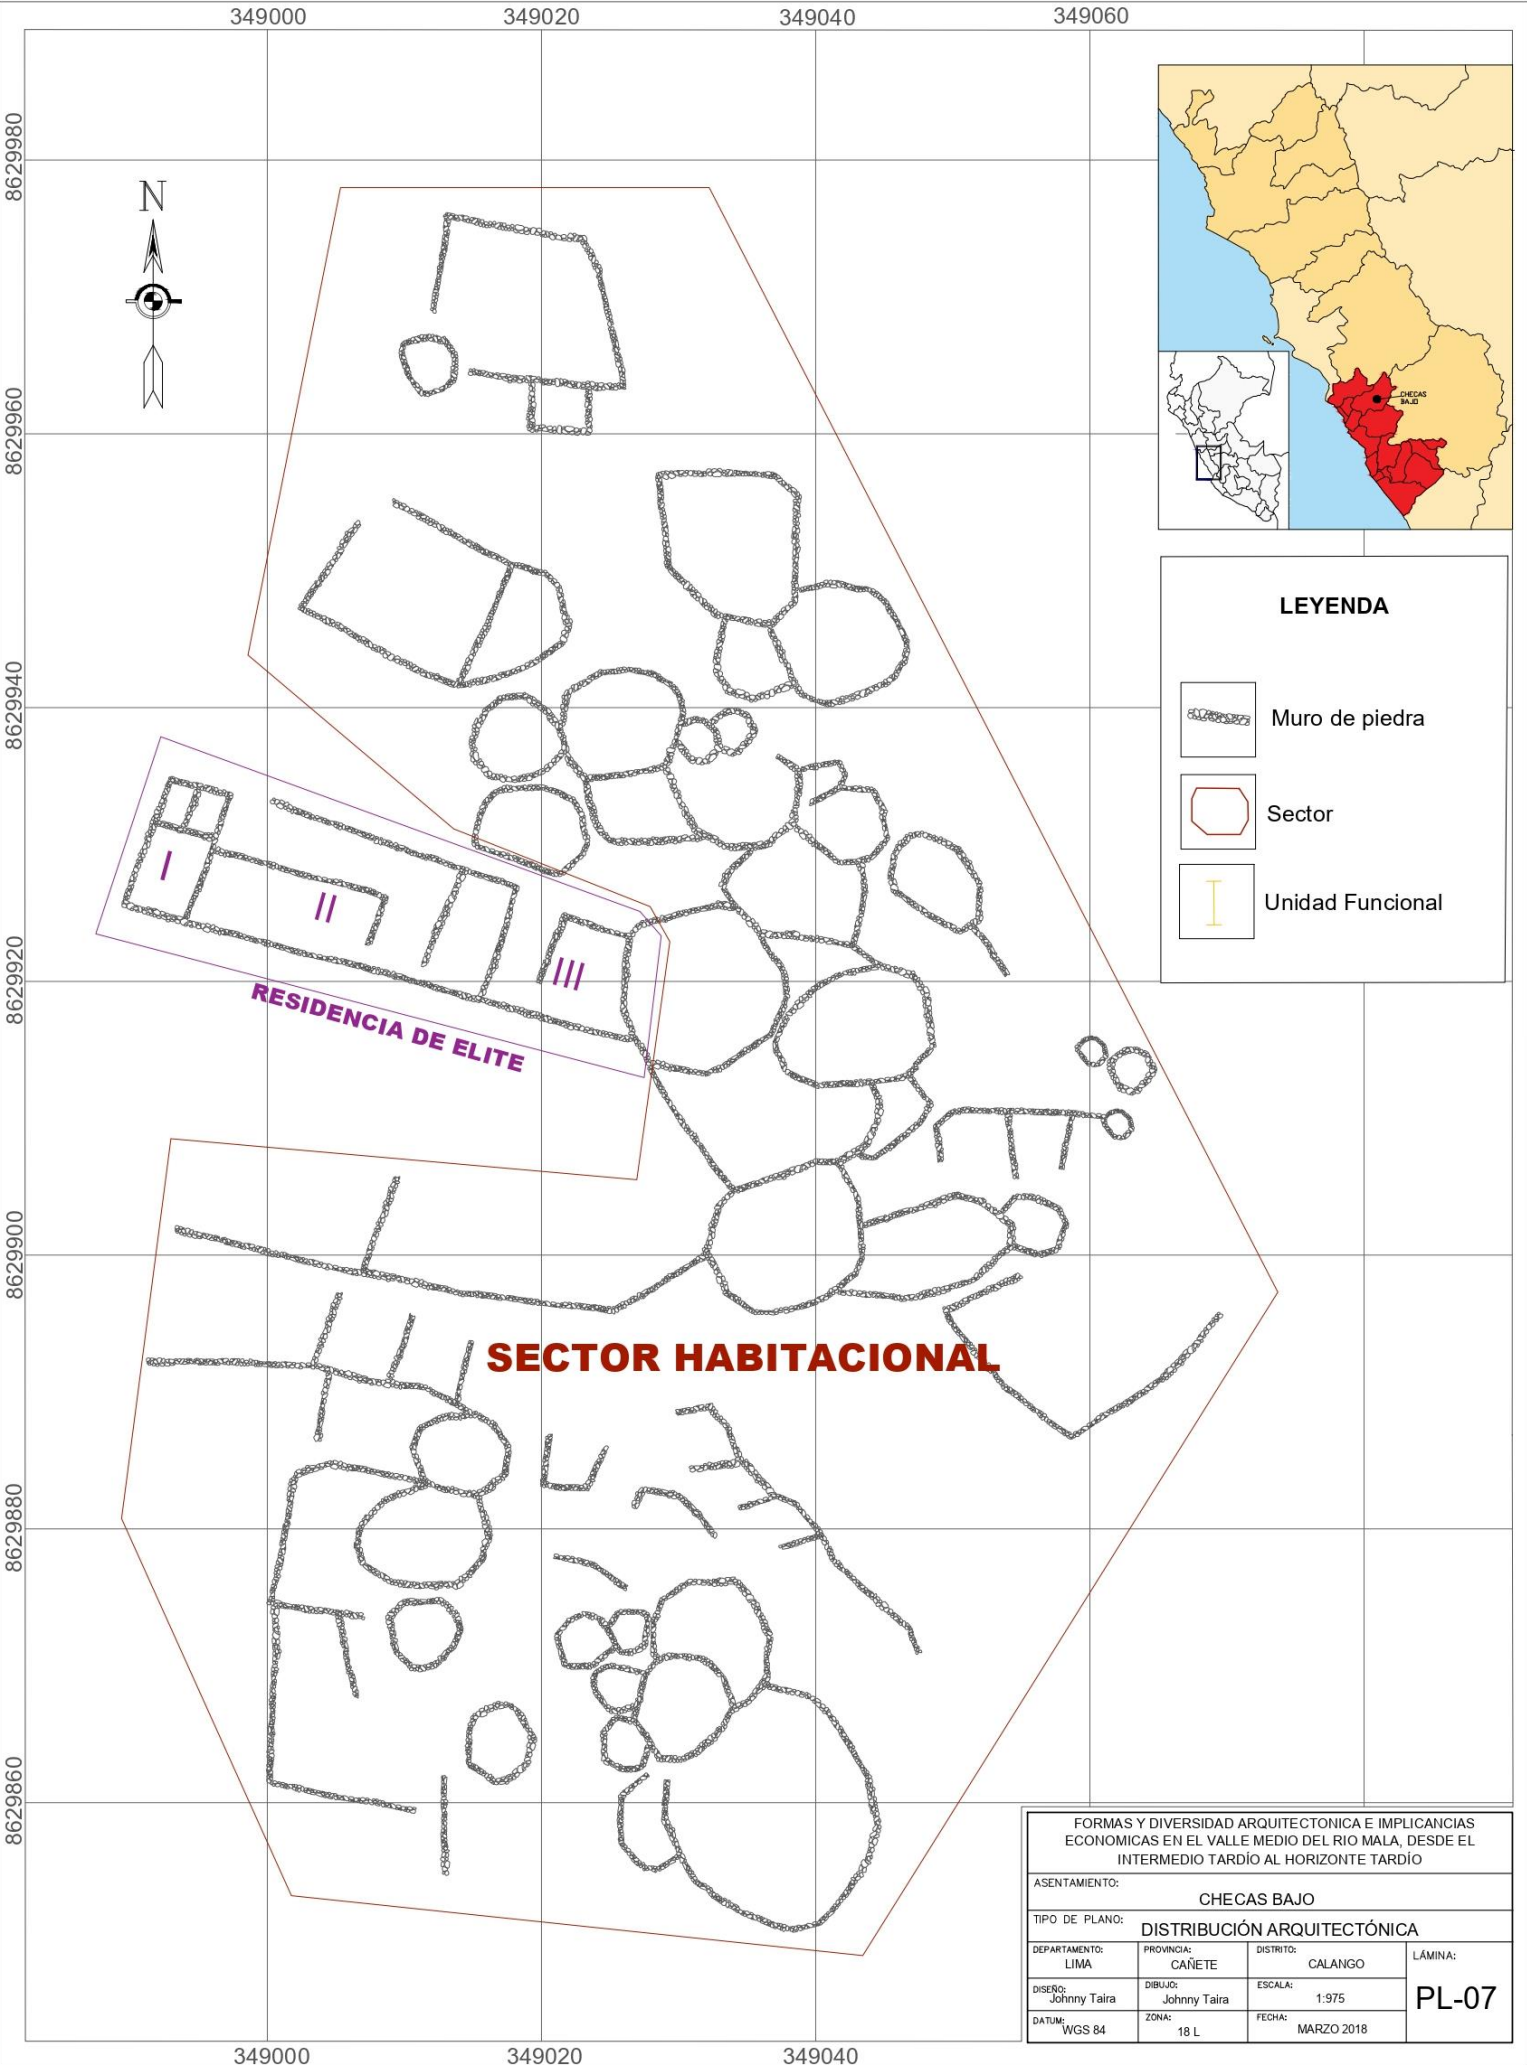 349000
349020
349040
349060
8629980
8629960
8629940
8629920
8629900
8629880
8629860
N
CHECAS
BAJO
LEYENDA
Muro de piedra
Sector
I
Unidad Funcional
I
II
III
RESIDENCIA DE ELITE
SECTOR HABITACIONAL
FORMAS Y DIVERSIDAD ARQUITECTONICA E IMPLICANCIAS
ECONOMICAS EN EL VALLE MEDIO DEL RIO MALA, DESDE EL
INTERMEDIO TARDÍO AL HORIZONTE TARDÍO
ASENTAMIENTO:
CHECAS BAJO
TIPO DE PLANO:
DISTRIBUCIÓN ARQUITECTÓNICA
DEPARTAMENTO:
LIMA
PROVINCIA:
CAÑETE
DISTRITO:
CALANGO
LÁMINA:
PL-07
DISEÑO:
Johnny Taira
DIBUJO:
Johnny Taira
ESCALA:
1:975
DATUM:
WGS 84
ZONA:
18 L
FECHA:
MARZO 2018
349000
349020
349040